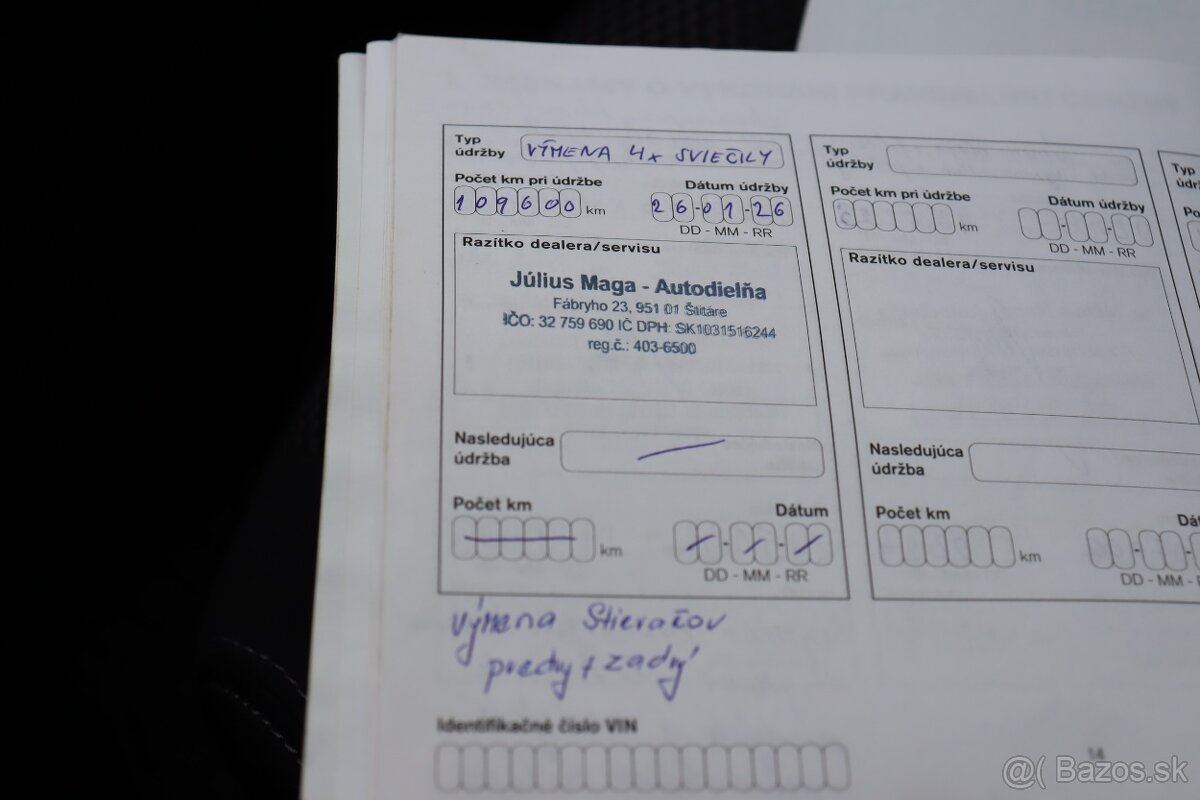 Typ údržby VÝMENA 4x SVIEČILY
Počet km pri údržbe Dátum údržby
109600 km 26-01-26
DD - MM - RR
Razítko dealera/servisu
Július Maga - Autodielňa
Fábryho 23, 951 01 Štitáre
IČO: 32 759 690 IČ DPH: SK1031516244
reg.č.: 403-6500
Nasledujúca údržba
Počet km Dátum
km
DD - MM - RR
výmena Stieračov
predný + zadný
Identifikačné číslo VIN
Typ údržby
Počet km pri údržbe Dátum údržby
km
DD - MM - RR
Razítko dealera/servisu
Nasledujúca údržba
Počet km
km
DD - MM -
14
@( Bazos.sk